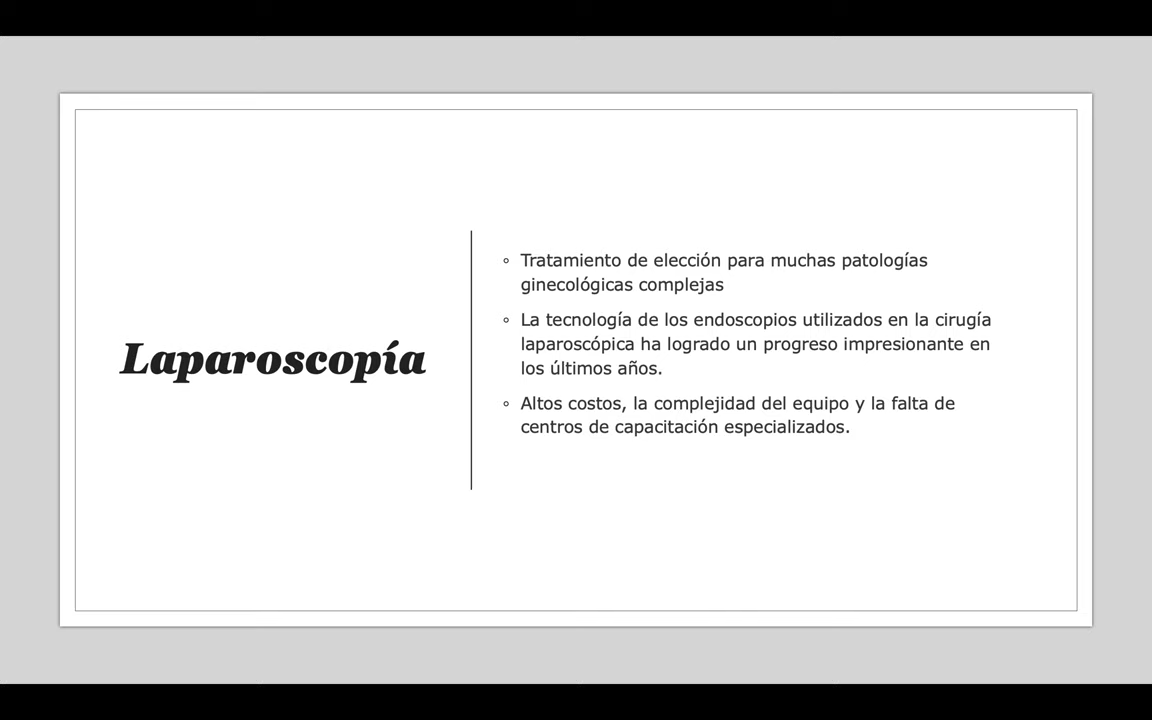 Laparoscopía
◦ Tratamiento de elección para muchas patologías
ginecológicas complejas
◦ La tecnología de los endoscopios utilizados en la cirugía
laparoscópica ha logrado un progreso impresionante en
los últimos años.
◦ Altos costos, la complejidad del equipo y la falta de
centros de capacitación especializados.